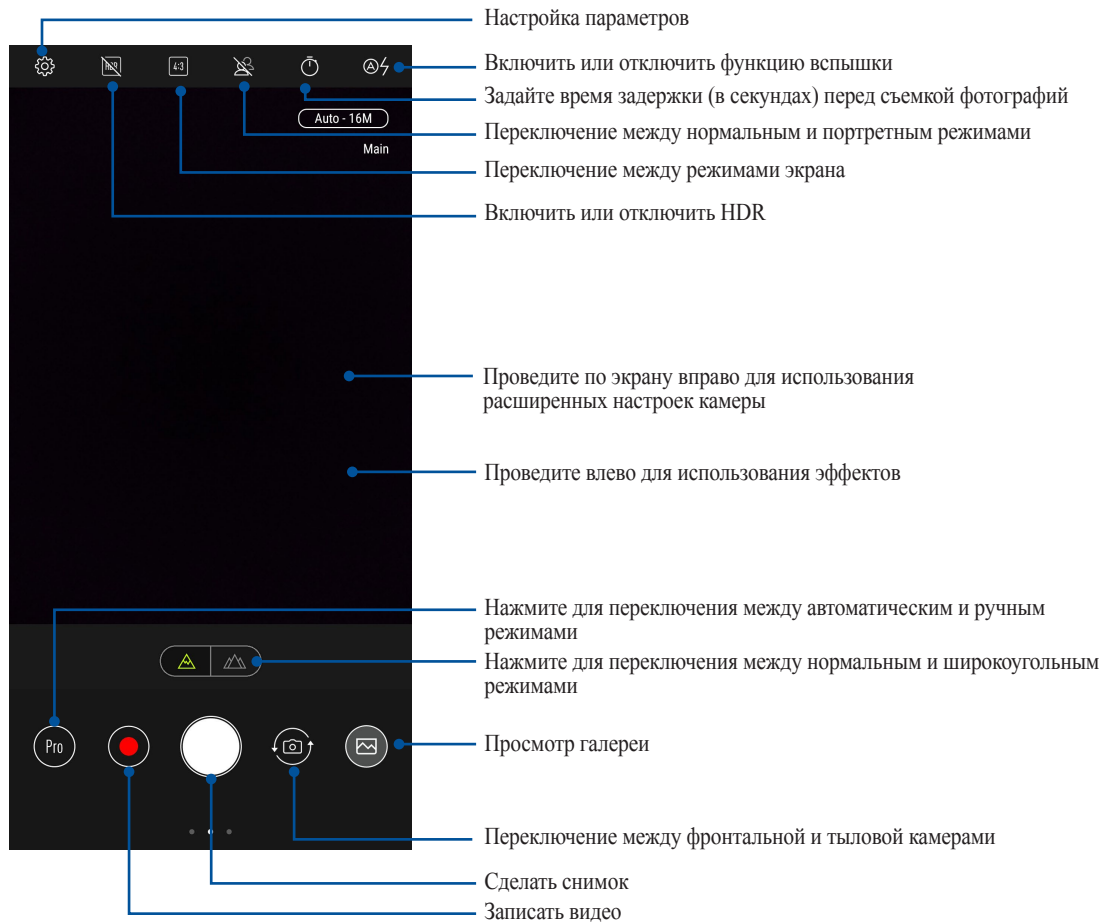 Настройка параметров
HDR
4:3
A
Включить или отключить функцию вспышки
Задайте время задержки (в секундах) перед съемкой фотографий
Auto - 16M
Переключение между нормальным и портретным режимами
Main
Переключение между режимами экрана
Включить или отключить HDR
Проведите по экрану вправо для использования
расширенных настроек камеры
Проведите влево для использования эффектов
Нажмите для переключения между автоматическим и ручным
режимами
Нажмите для переключения между нормальным и широкоугольным
режимами
Pro
Просмотр галереи
Переключение между фронтальной и тыловой камерами
Сделать снимок
Записать видео